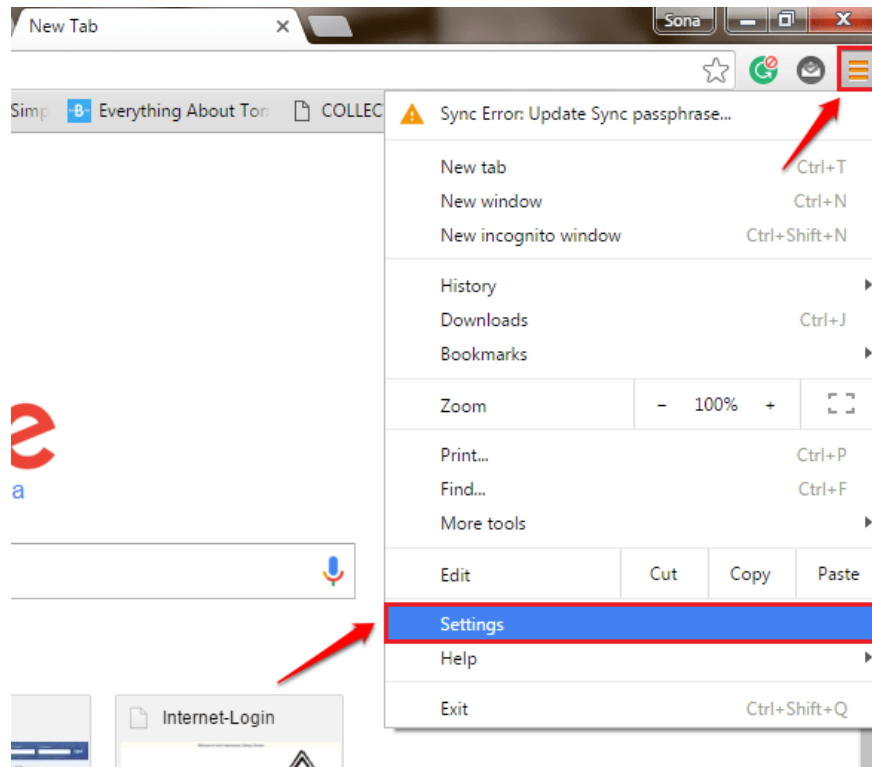 New Tab
Sona
Simp
-B- Everything About Tor
COLLEC
Sync Error: Update Sync passphrase...
New tab Ctrl+T
New window Ctrl+N
New incognito window Ctrl+Shift+N
History
Downloads Ctrl+J
Bookmarks
Zoom - 100% +
e
a
Print... Ctrl+P
Find... Ctrl+F
More tools
Edit Cut Copy Paste
Settings
Help
Exit Ctrl+Shift+Q
Internet-Login